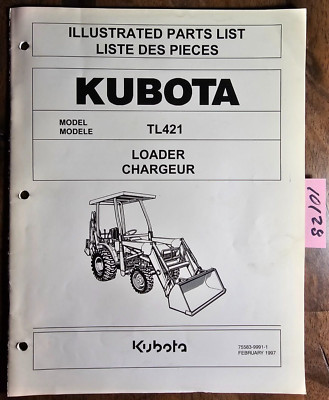 ILLUSTRATED PARTS LIST
LISTE DES PIECES
KUBOTA
MODEL
MODELE
TL421
LOADER
CHARGEUR
10128
Kubota
75583-9991-1
FEBRUARY 1997